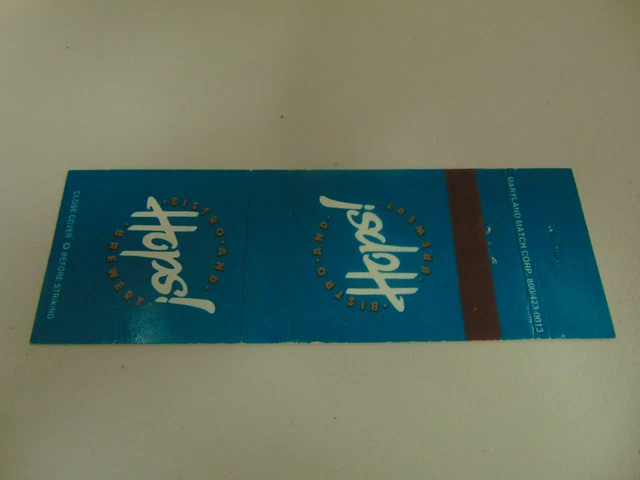 CLOSE COVER BEFORE STRIKING
·BISTRO·AND·
Hops!
BREWERY
·BISTRO·AND·
Hops!
BREWERY
MARYLAND MATCH CORP. 800/423-0013